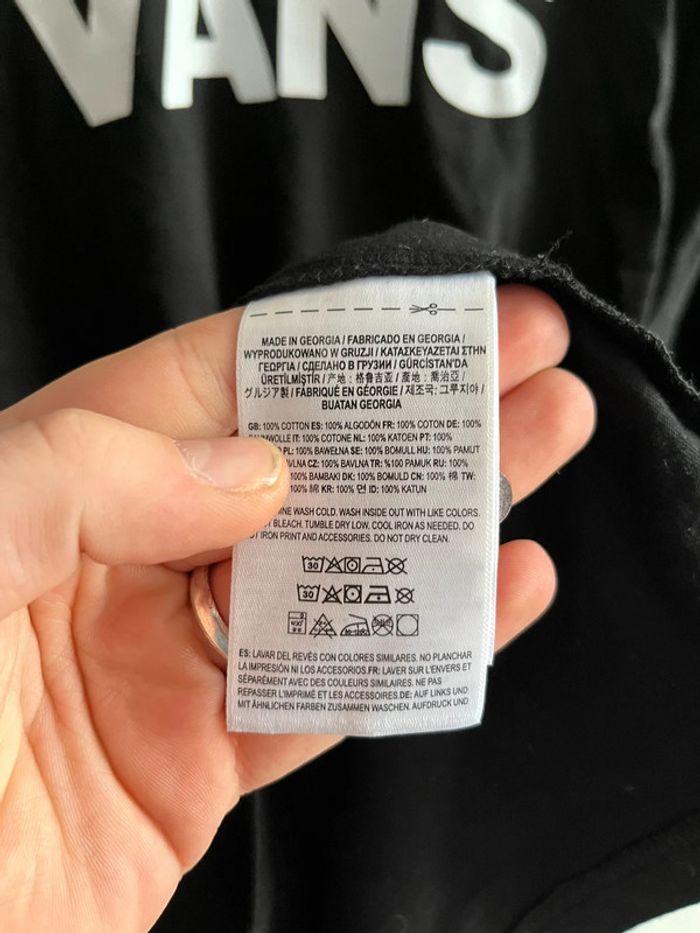 VANS
MADE IN GEORGIA / FABRICADO EN GEORGIA /
WYPRODUKOWANO W GRUZJI / ΚΑΤΑΣΚΕΥΑΖΕΤΑΙ ΣΤΗΝ
ΓΕΩΡΓΙΑ / СДЕЛАНО В ГРУЗИИ / GÜRCİSTAN'DA
ÜRETİLMİŞTİR / 产地 : 格鲁吉亚 / 產地 : 喬治亞 /
グルジア製 / FABRIQUÉ EN GÉORGIE / 제조국: 그루지아 /
BUATAN GEORGIA
GB: 100% COTTON ES: 100% ALGODÓN FR: 100% COTON DE: 100%
IT: 100% COTONE NL: 100% KATOEN PT: 100%
PL: 100% BAWEŁNA SE: 100% BOMULL HU: 100% PAMUT
CZ: 100% BAVLNA TR: %100 PAMUK RU: 100%
100% BAMBAKI DK: 100% BOMULD CN: 100% 棉 TW:
100% 綿 KR: 100% 면 ID: 100% KATUN
WASH COLD. WASH INSIDE OUT WITH LIKE COLORS.
BLEACH. TUMBLE DRY LOW. COOL IRON AS NEEDED. DO
IRON PRINT AND ACCESSORIES. DO NOT DRY CLEAN.
30
30
ES: LAVAR DEL REVÉS CON COLORES SIMILARES. NO PLANCHAR
LA IMPRESIÓN NI LOS ACCESORIOS.FR: LAVER SUR L'ENVERS ET
SÉPARÉMENT AVEC DES COULEURS SIMILAIRES. NE PAS
REPASSER L'IMPRIMÉ ET LES ACCESSOIRES.DE: AUF LINKS UND
MIT ÄHNLICHEN FARBEN ZUSAMMEN WASCHEN. AUFDRUCK UND